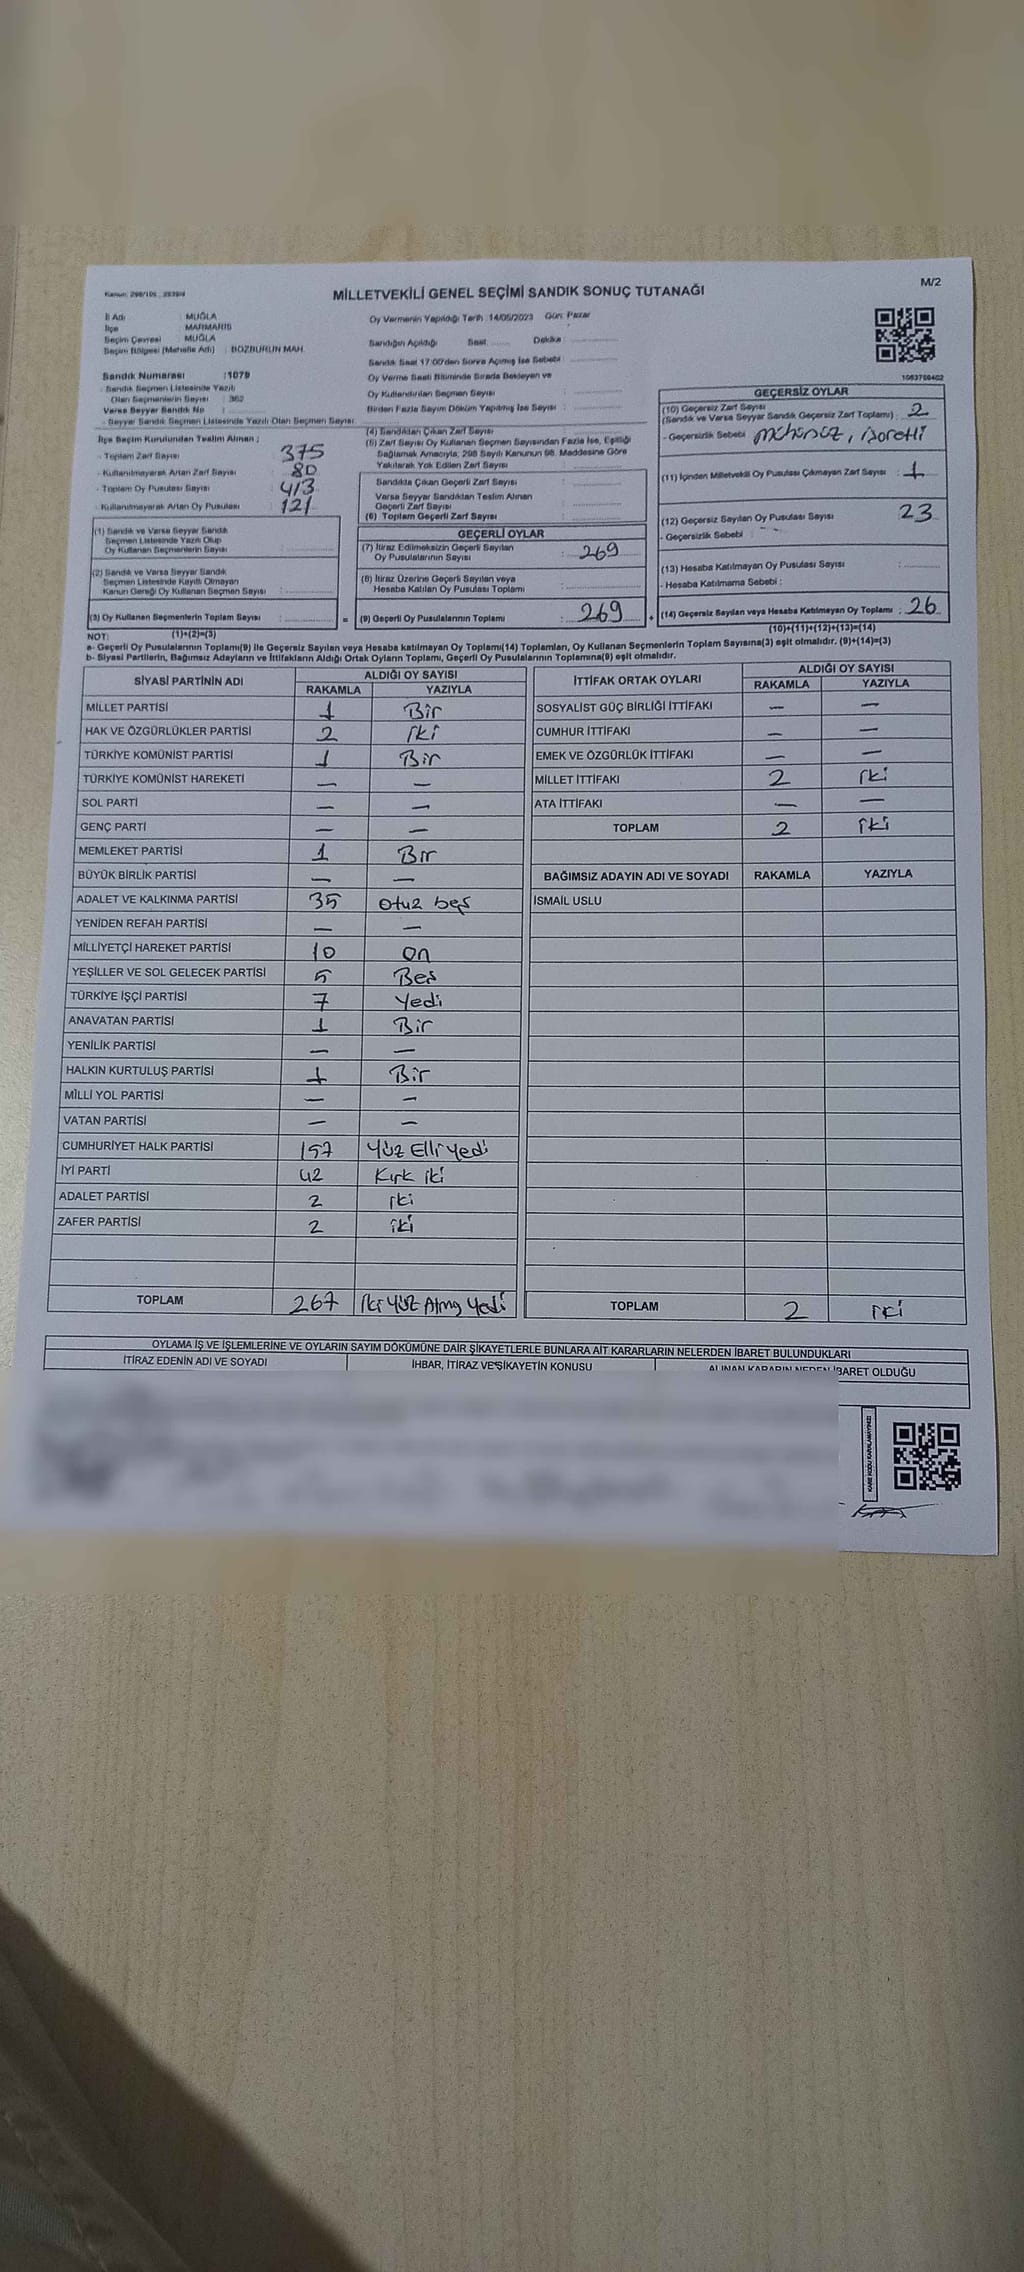 M/2
MİLLETVEKİLİ GENEL SEÇİMİ SANDIK SONUÇ TUTANAĞI
İl Adı : MUĞLA
İlçe : MARMARİS
Seçim Çevresi : MUĞLA
Seçim Bölgesi (Mahalle Adı) : BOZBURUN MAH.
Oy Vermenin Yapıldığı Tarih :14/05/2023 Gün: Pazar
Sandığın Açıldığı Saat:........ Dakika :
Sandık Saat 17:00'den Sonra Açılmış İse Sebebi :
Sandık Numarası :1079
- Sandık Seçmen Listesinde Yazılı
Olan Seçmenlerin Sayısı : 362
Varsa Seyyar Sandık No :
- Seyyar Sandık Seçmen Listesinde Yazılı Olan Seçmen Sayısı:
Oy Verme Saati Bitiminde Sırada Bekleyen ve
Oy Kullandırılan Seçmen Sayısı :
Birden Fazla Sayım Döküm Yapılmış İse Sayısı :
İlçe Seçim Kurulundan Teslim Alınan ;
- Toplam Zarf Sayısı : 375
- Kullanılmayarak Artan Zarf Sayısı : 80
- Toplam Oy Pusulası Sayısı : 413
- Kullanılmayarak Artan Oy Pusulası : 121
(4) Sandıktan Çıkan Zarf Sayısı :
(5) Zarf Sayısı Oy Kullanan Seçmen Sayısından Fazla İse, Eşitliği
Sağlamak Amacıyla; 298 Sayılı Kanunun 98. Maddesine Göre
Yakılarak Yok Edilen Zarf Sayısı :
Sandıkta Çıkan Geçerli Zarf Sayısı :
Varsa Seyyar Sandıktan Teslim Alınan
Geçerli Zarf Sayısı :
(6) Toplam Geçerli Zarf Sayısı :
GEÇERSİZ OYLAR
(10) Geçersiz Zarf Sayısı
(Sandık ve Varsa Seyyar Sandık Geçersiz Zarf Toplamı) : 2
- Geçersizlik Sebebi : mühürsüz, işaretli
(11) İçinden Milletvekili Oy Pusulası Çıkmayan Zarf Sayısı : 1
(12) Geçersiz Sayılan Oy Pusulası Sayısı : 23
- Geçersizlik Sebebi :
(13) Hesaba Katılmayan Oy Pusulası Sayısı :
- Hesaba Katılmama Sebebi :
(14) Geçersiz Sayılan veya Hesaba Katılmayan Oy Toplamı : 26
(10)+(11)+(12)+(13)=(14)
(1) Sandık ve Varsa Seyyar Sandık
Seçmen Listesinde Yazılı Olup
Oy Kullanan Seçmenlerin Sayısı :
(2) Sandık ve Varsa Seyyar Sandık
Seçmen Listesinde Kayıtlı Olmayan
Kanun Gereği Oy Kullanan Seçmen Sayısı :
(3) Oy Kullanan Seçmenlerin Toplam Sayısı : =
(1)+(2)=(3)
GEÇERLİ OYLAR
(7) İtiraz Edilmeksizin Geçerli Sayılan
Oy Pusulalarının Sayısı : 269
(8) İtiraz Üzerine Geçerli Sayılan veya
Hesaba Katılan Oy Pusulaları Toplamı :
(9) Geçerli Oy Pusulalarının Toplamı : 269 +
NOT:
a- Geçerli Oy Pusulalarının Toplamı(9) ile Geçersiz Sayılan veya Hesaba katılmayan Oy Toplamı(14) Toplamları, Oy Kullanan Seçmenlerin Toplam Sayısına(3) eşit olmalıdır. (9)+(14)=(3)
b- Siyasi Partilerin, Bağımsız Adayların ve İttifakların Aldığı Ortak Oyların Toplamı, Geçerli Oy Pusulalarının Toplamına(9) eşit olmalıdır.
SİYASİ PARTİNİN ADI ALDIĞI OY SAYISI
RAKAMLA YAZIYLA
MİLLET PARTİSİ 1 Bir
HAK VE ÖZGÜRLÜKLER PARTİSİ 2 iki
TÜRKİYE KOMÜNİST PARTİSİ 1 Bir
TÜRKİYE KOMÜNİST HAREKETİ — —
SOL PARTİ — —
GENÇ PARTİ — —
MEMLEKET PARTİSİ 1 Bir
BÜYÜK BİRLİK PARTİSİ — —
ADALET VE KALKINMA PARTİSİ 35 otuz beş
YENİDEN REFAH PARTİSİ — —
MİLLİYETÇİ HAREKET PARTİSİ 10 on
YEŞİLLER VE SOL GELECEK PARTİSİ 5 Beş
TÜRKİYE İŞÇİ PARTİSİ 7 Yedi
ANAVATAN PARTİSİ 1 Bir
YENİLİK PARTİSİ — —
HALKIN KURTULUŞ PARTİSİ 1 Bir
MİLLİ YOL PARTİSİ — —
VATAN PARTİSİ — —
CUMHURİYET HALK PARTİSİ 157 Yüz Elli yedi
İYİ PARTİ 42 Kırk iki
ADALET PARTİSİ 2 iki
ZAFER PARTİSİ 2 iki
TOPLAM 267 İki Yüz Atmış Yedi
İTTİFAK ORTAK OYLARI ALDIĞI OY SAYISI
RAKAMLA YAZIYLA
SOSYALİST GÜÇ BİRLİĞİ İTTİFAKI — —
CUMHUR İTTİFAKI — —
EMEK VE ÖZGÜRLÜK İTTİFAKI — —
MİLLET İTTİFAKI 2 iki
ATA İTTİFAKI — —
TOPLAM 2 iki
BAĞIMSIZ ADAYIN ADI VE SOYADI RAKAMLA YAZIYLA
İSMAİL USLU
TOPLAM 2 iki
OYLAMA İŞ VE İŞLEMLERİNE VE OYLARIN SAYIM DÖKÜMÜNE DAİR ŞİKAYETLERLE BUNLARA AİT KARARLARIN NELERDEN İBARET BULUNDUKLARI
İTİRAZ EDENİN ADI VE SOYADI İHBAR, İTİRAZ VE ŞİKAYETİN KONUSU ALINAN KARARIN NEDEN İBARET OLDUĞU